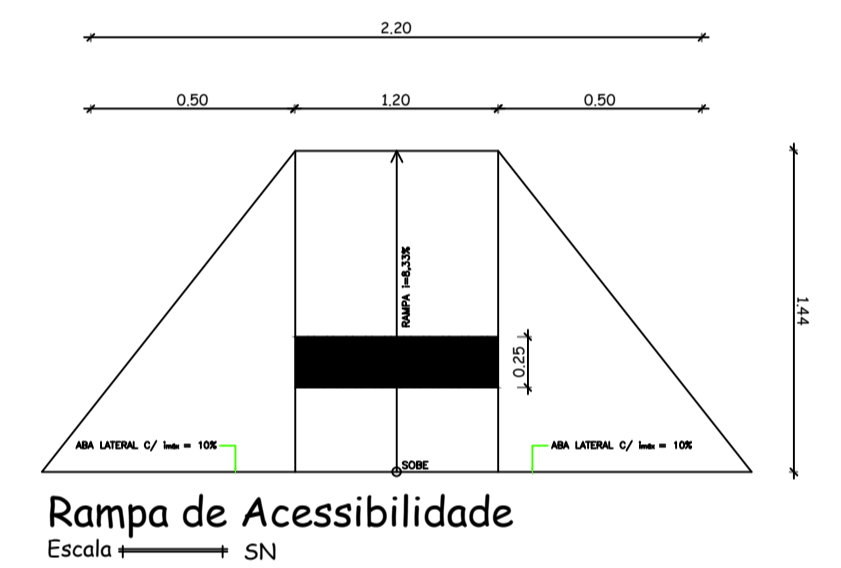 2.20
0.50
1.20
0.50
RAMPA i=8,33%
1.44
0.25
ABA LATERAL C/ imáx = 10%
ABA LATERAL C/ imáx = 10%
SOBE
Rampa de Acessibilidade
Escala SN